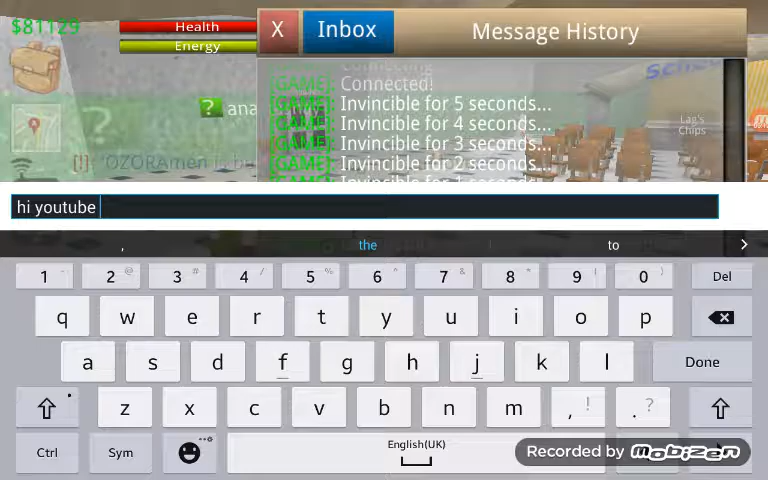 $81129
Health
Energy
X
Inbox
Message History
[GAME]: Connected!
[GAME]: Invincible for 5 seconds...
[GAME]: Invincible for 4 seconds...
[GAME]: Invincible for 3 seconds...
[GAME]: Invincible for 2 seconds...
? ana
Lag's
Chips
hi youtube
, the to
1 2 @ 3 # 4 / 5 % 6 ^ 7 & 8 * 9 ( 0 ) Del
q w e r t y u i o p
a s d f g h j k l Done
z x c v b n m , ! . ?
Ctrl Sym English(UK)
Recorded by Mobizen